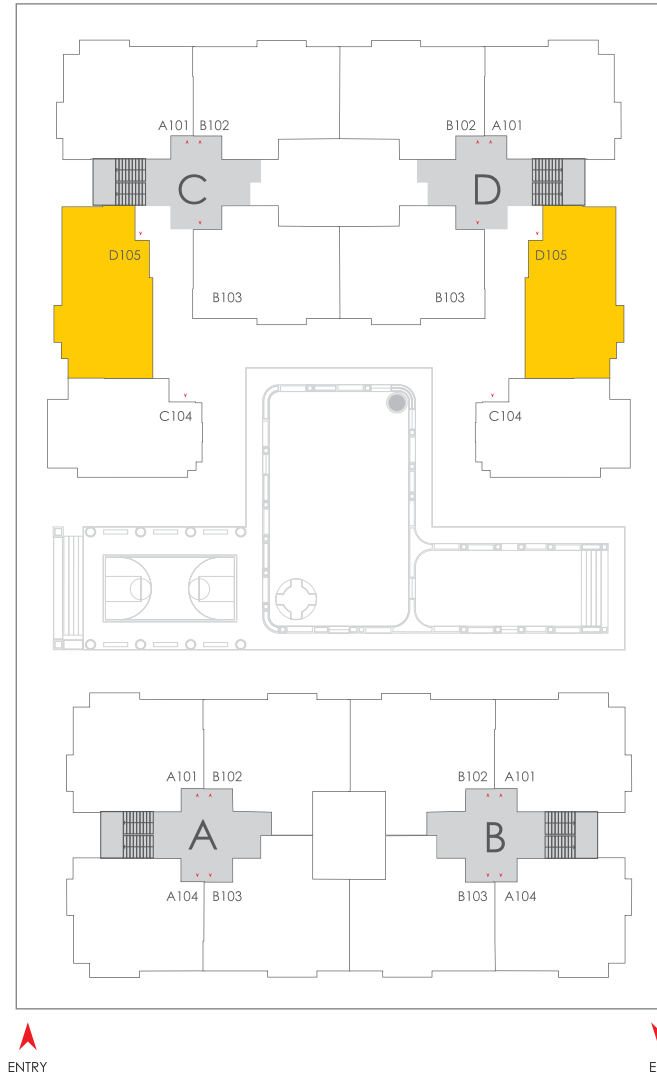 A101 B102 B102 A101
C D
D105 D105
B103 B103
C104 C104
A101 B102 B102 A101
A B
A104 B103 B103 A104
ENTRY E